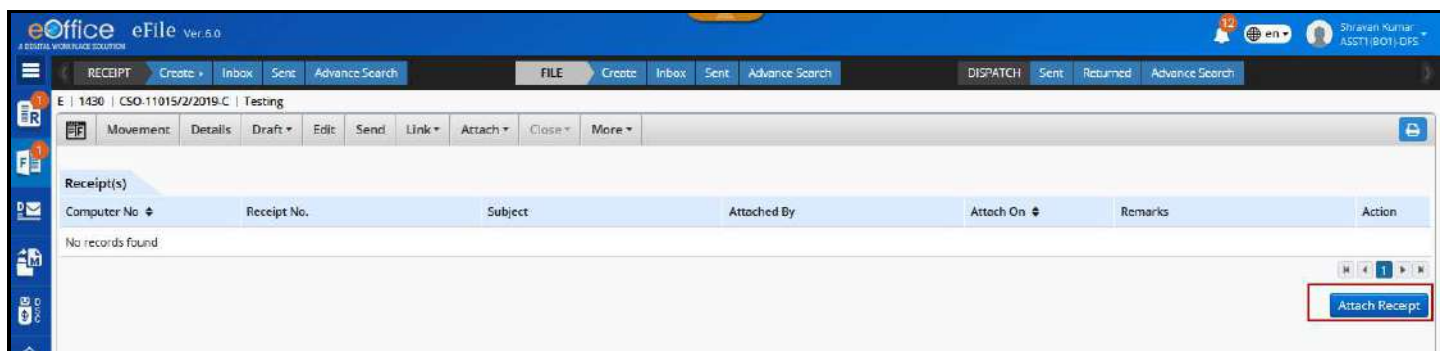 eOffice eFile Ver.6.0
A DIGITAL WORKPLACE SOLUTION
12 en Shravan Kumar
ASST1(BO1)-DFS
RECEIPT Create Inbox Sent Advance Search FILE Create Inbox Sent Advance Search DISPATCH Sent Returned Advance Search
E | 1430 | CSO-11015/2/2019-C | Testing
Movement Details Draft Edit Send Link Attach Close More
1 R
1 F
D
M
DSC
Receipt(s)
Computer No Receipt No. Subject Attached By Attach On Remarks Action
No records found
1
Attach Receipt